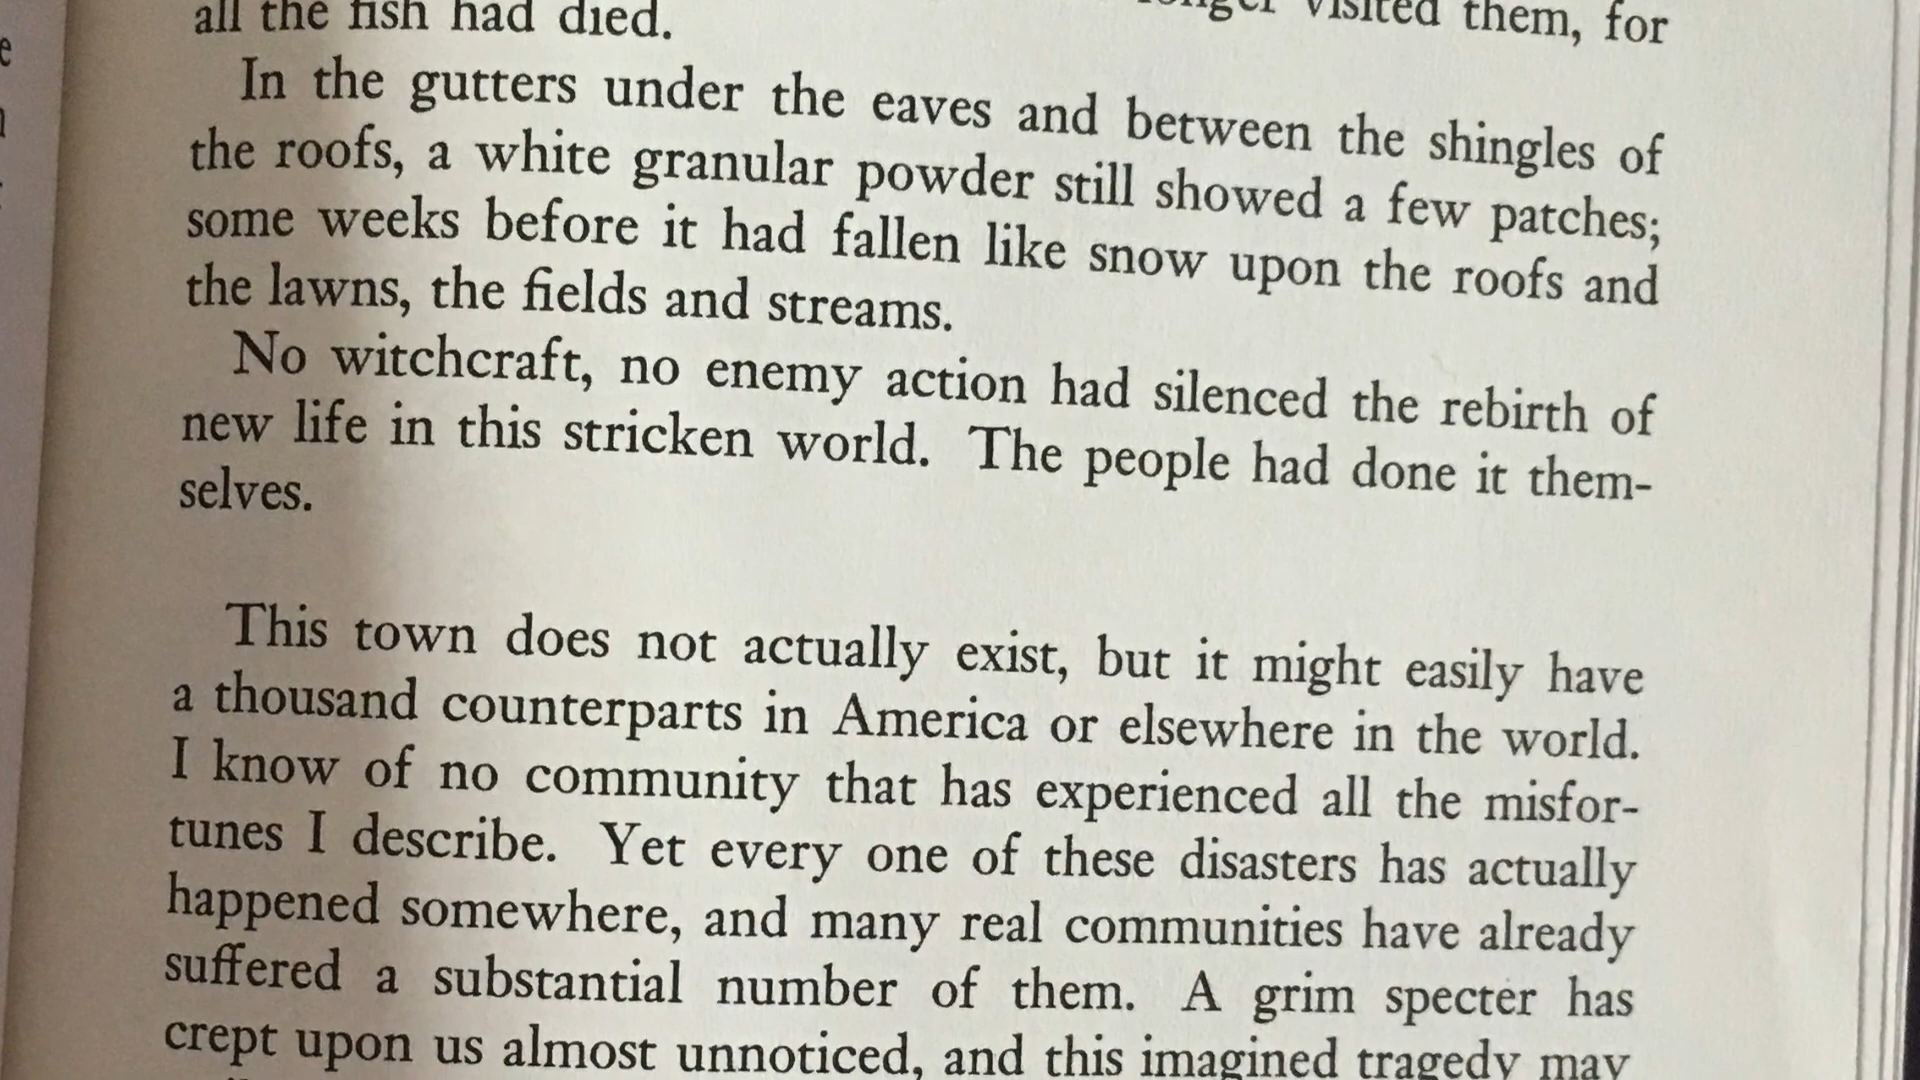 visited them, for
all the fish had died.
In the gutters under the eaves and between the shingles of
the roofs, a white granular powder still showed a few patches;
some weeks before it had fallen like snow upon the roofs and
the lawns, the fields and streams.
No witchcraft, no enemy action had silenced the rebirth of
new life in this stricken world. The people had done it them-
selves.
This town does not actually exist, but it might easily have
a thousand counterparts in America or elsewhere in the world.
I know of no community that has experienced all the misfor-
tunes I describe. Yet every one of these disasters has actually
happened somewhere, and many real communities have already
suffered a substantial number of them. A grim specter has
crept upon us almost unnoticed, and this imagined tragedy may